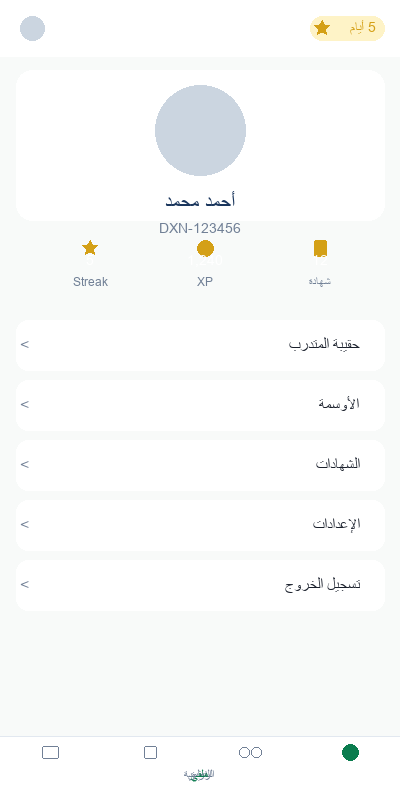 5 أيام
أحمد محمد
DXN-123456
شهادة XP Streak
حقيبة المتدرب <
الأوسمة <
الشهادات <
الإعدادات <
تسجيل الخروج <